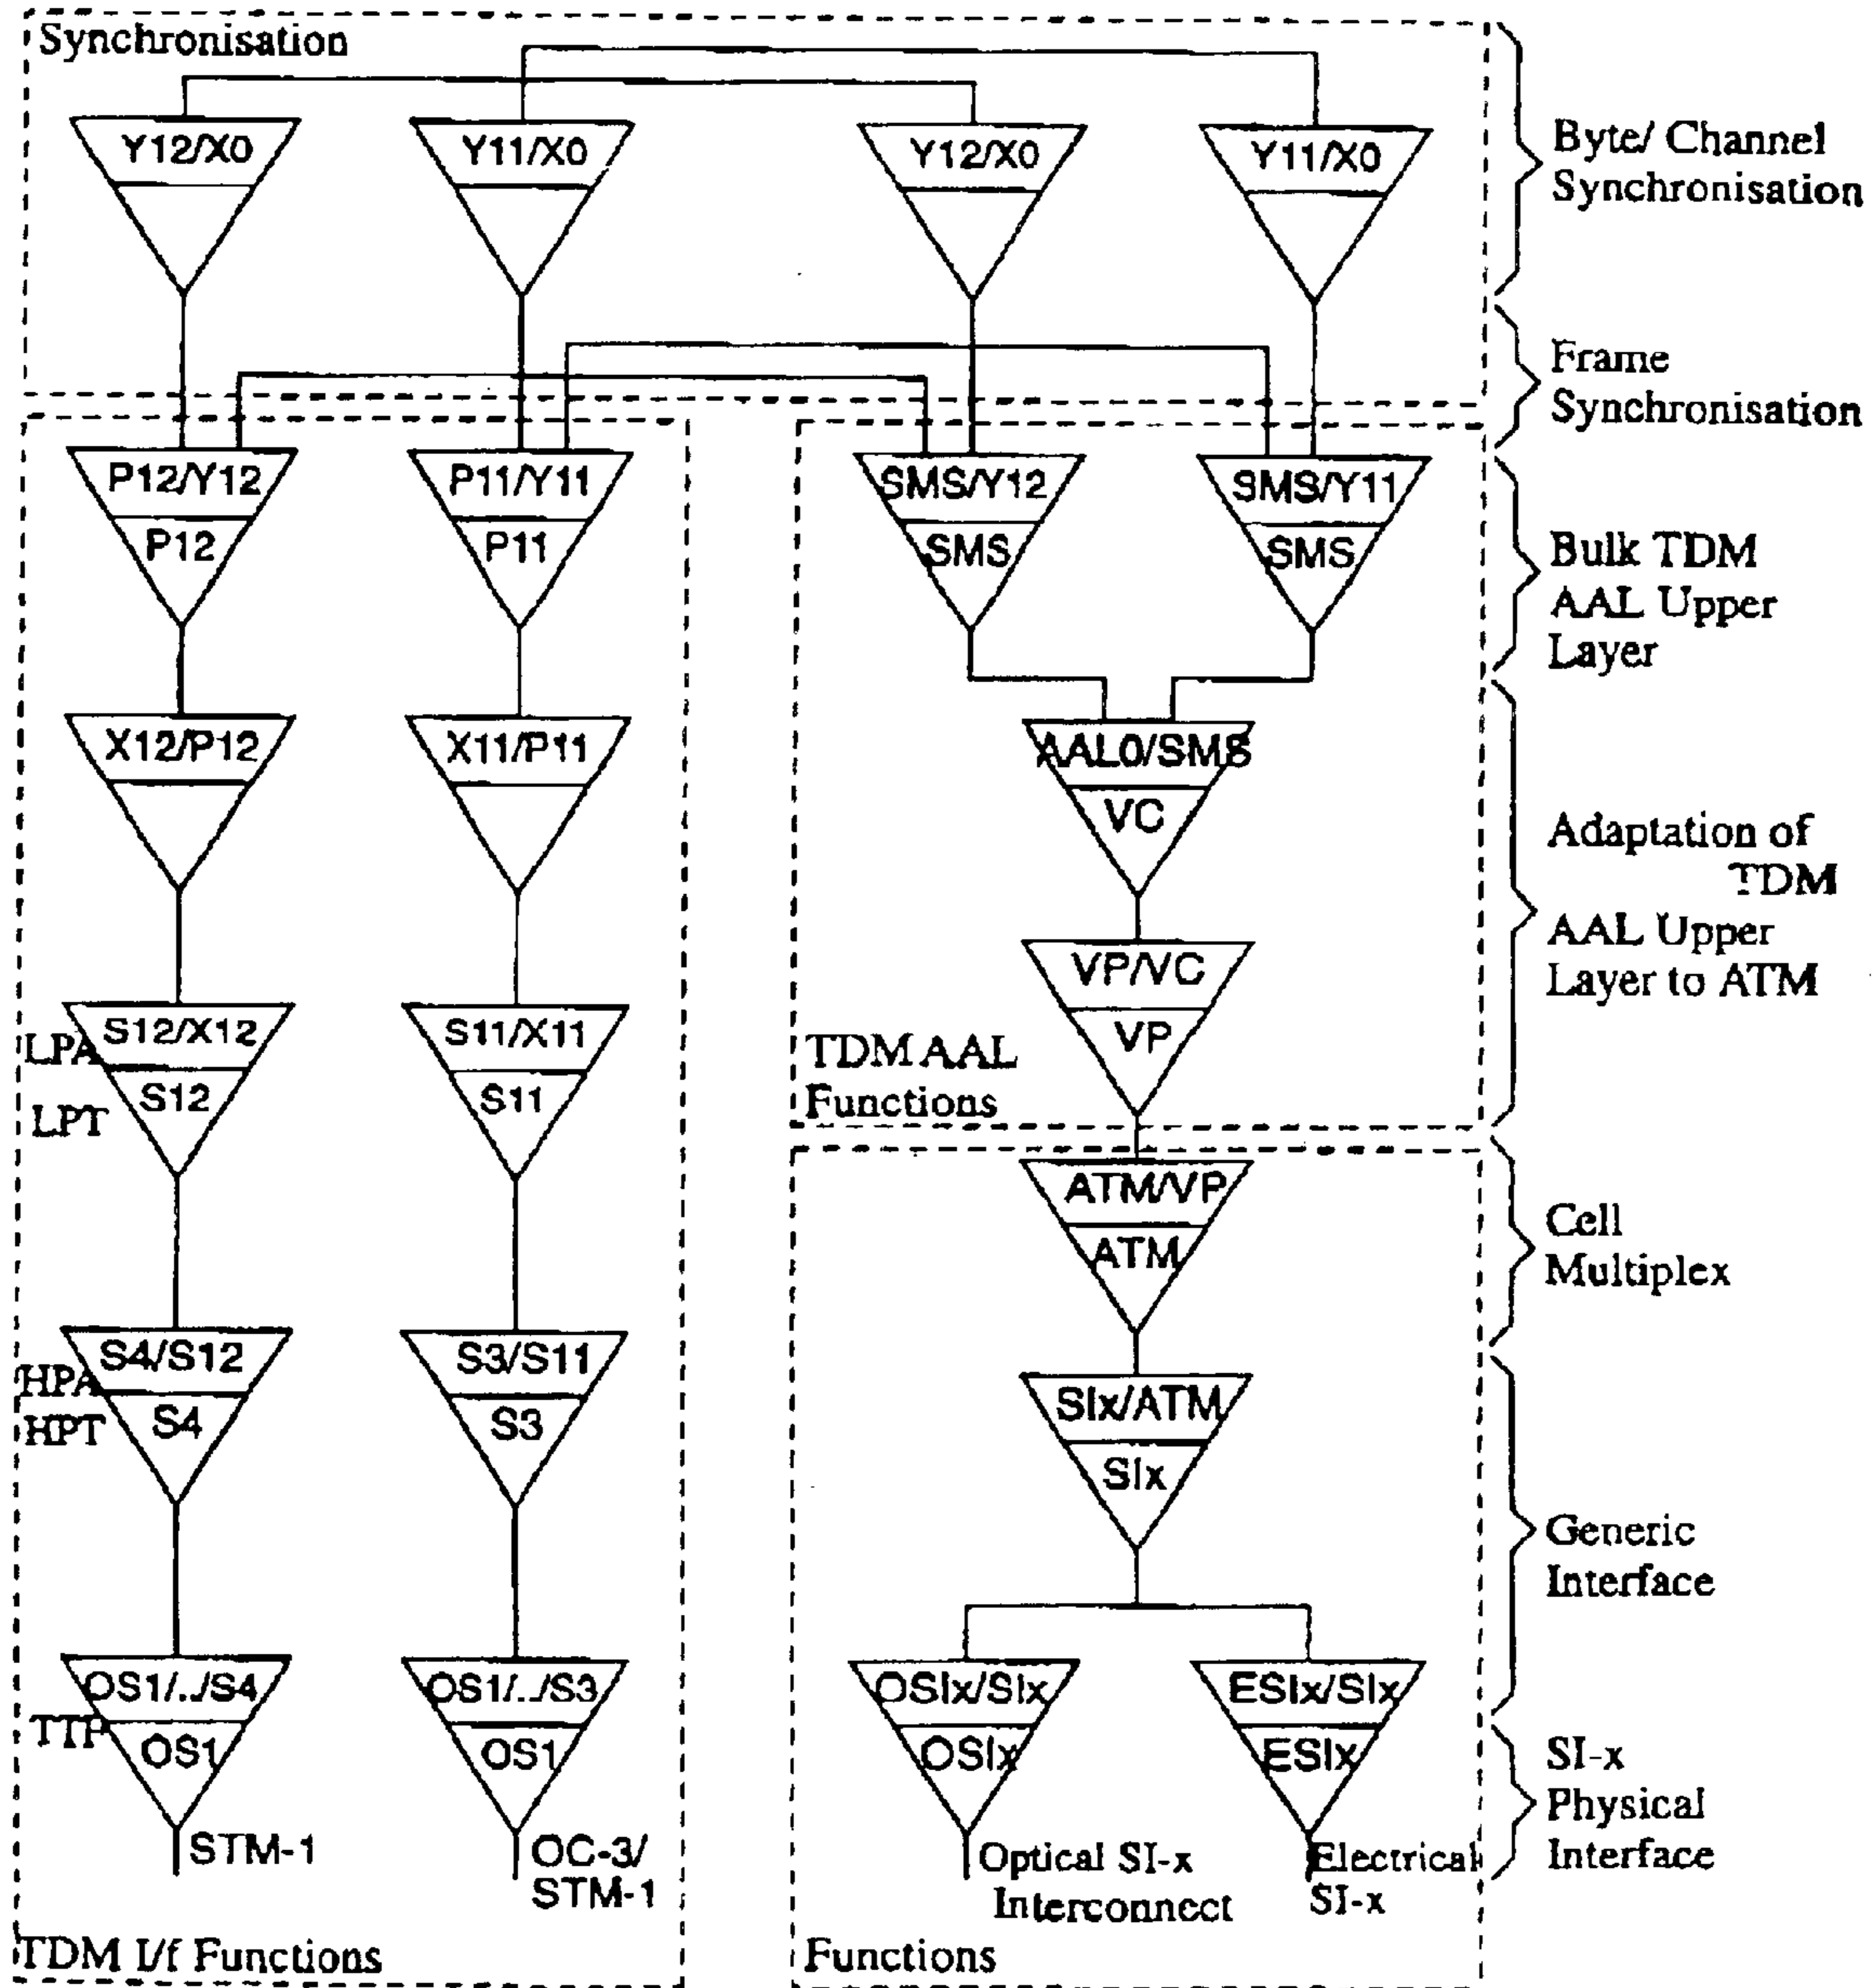 Synchronisation
Y12/X0
Y11/X0
Y12/X0
Y11/X0
Byte/ Channel
Synchronisation
Frame
Synchronisation
P12/Y12
P12
P11/Y11
P11
SMS/Y12
SMS
SMS/Y11
SMS
Bulk TDM
AAL Upper
Layer
X12/P12
X11/P11
AAL0/SMS
VC
VP/VC
VP
Adaptation of
TDM
AAL Upper
Layer to ATM
LPA
S12/X12
LPT
S12
S11/X11
S11
TDM AAL
Functions
ATM/VP
ATM
Cell
Multiplex
HPA
S4/S12
HPT
S4
S3/S11
S3
SIx/ATM
SIx
Generic
Interface
OS1/../S4
TTP
OS1
OS1/../S3
OS1
OSIx/SIx
OSIx
ESIx/SIx
ESIx
SI-x
Physical
Interface
STM-1
OC-3/
STM-1
Optical SI-x
Interconnect
Electrical
SI-x
TDM I/f Functions
Functions